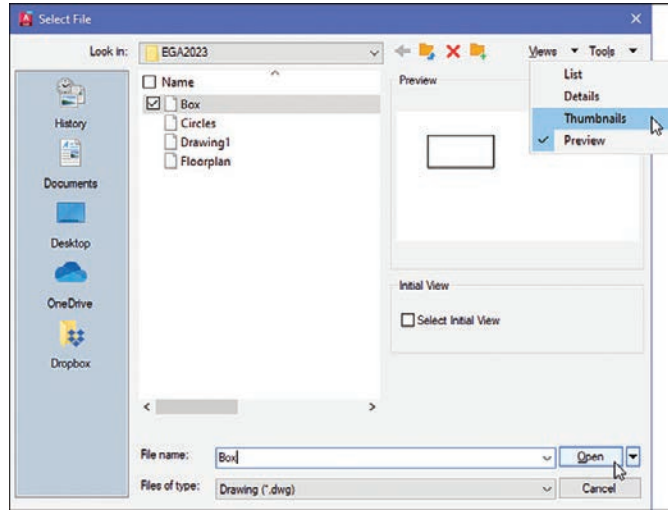 Select File
Look in:
EGA2023
Views
Tools
List
Details
Thumbnails
Preview
History
Documents
Desktop
OneDrive
Dropbox
Name
Box
Circles
Drawing1
Floorplan
Preview
Initial View
Select Initial View
File name:
Box
Open
Files of type:
Drawing (*.dwg)
Cancel